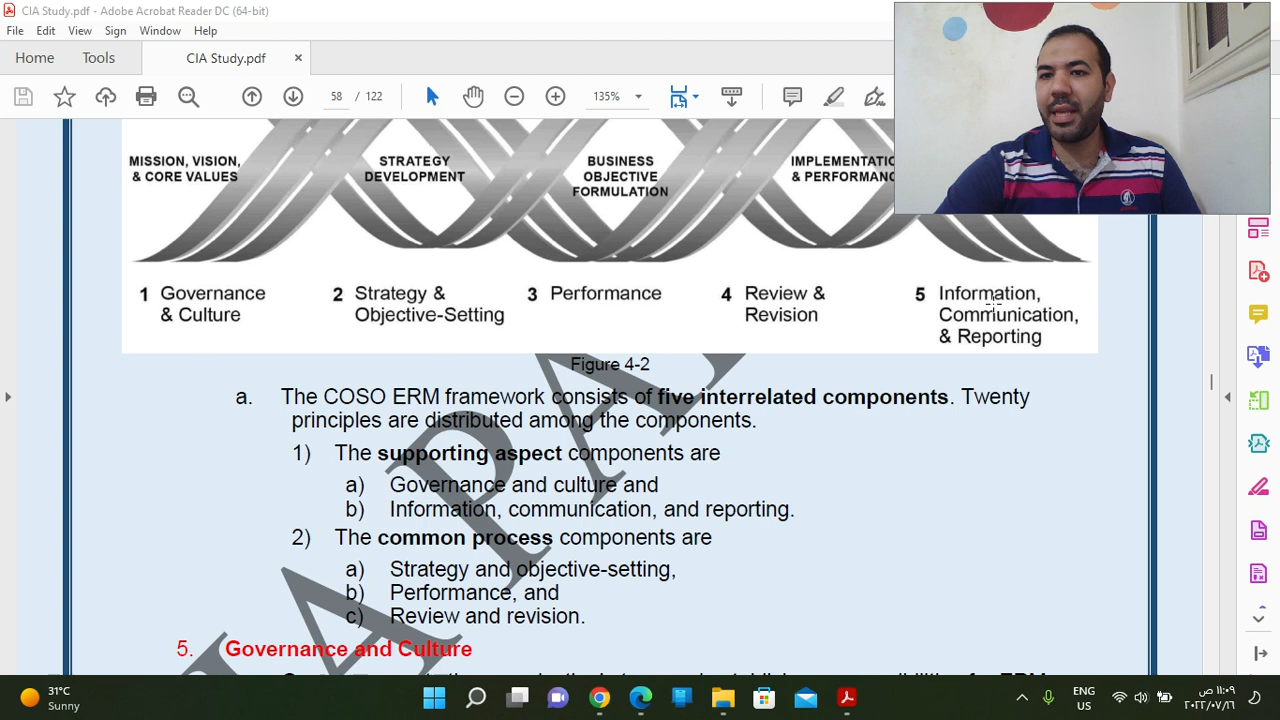 CIA Study.pdf - Adobe Acrobat Reader DC (64-bit)
File Edit View Sign Window Help
Home Tools CIA Study.pdf ×
58 / 122 135%
MISSION, VISION,
& CORE VALUES
STRATEGY
DEVELOPMENT
BUSINESS
OBJECTIVE
FORMULATION
& 
1 Governance
& Culture
2 Strategy &
Objective-Setting
3 Performance
4 Review &
Revision
5 Information,
Communication,
& Reporting
Figure 4-2
a. The COSO ERM framework consists of five interrelated components. Twenty
principles are distributed among the components.
1) The supporting aspect components are
a) Governance and culture and
b) Information, communication, and reporting.
2) The common process components are
a) Strategy and objective-setting,
b) Performance, and
c) Review and revision.
5. Governance and Culture
31°C
Sunny
ENG
US
١١:٠٩ ص
٢٠٢٢/٠٧/١٦